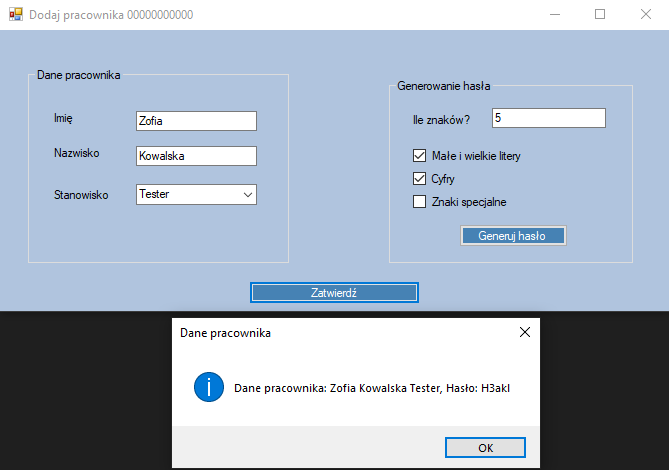 Dodaj pracownika 00000000000
Dane pracownika
Imię
Zofia
Nazwisko
Kowalska
Stanowisko
Tester
Generowanie hasła
Ile znaków?
5
Małe i wielkie litery
Cyfry
Znaki specjalne
Generuj hasło
Zatwierdź
Dane pracownika
Dane pracownika: Zofia Kowalska Tester, Hasło: H3akl
OK